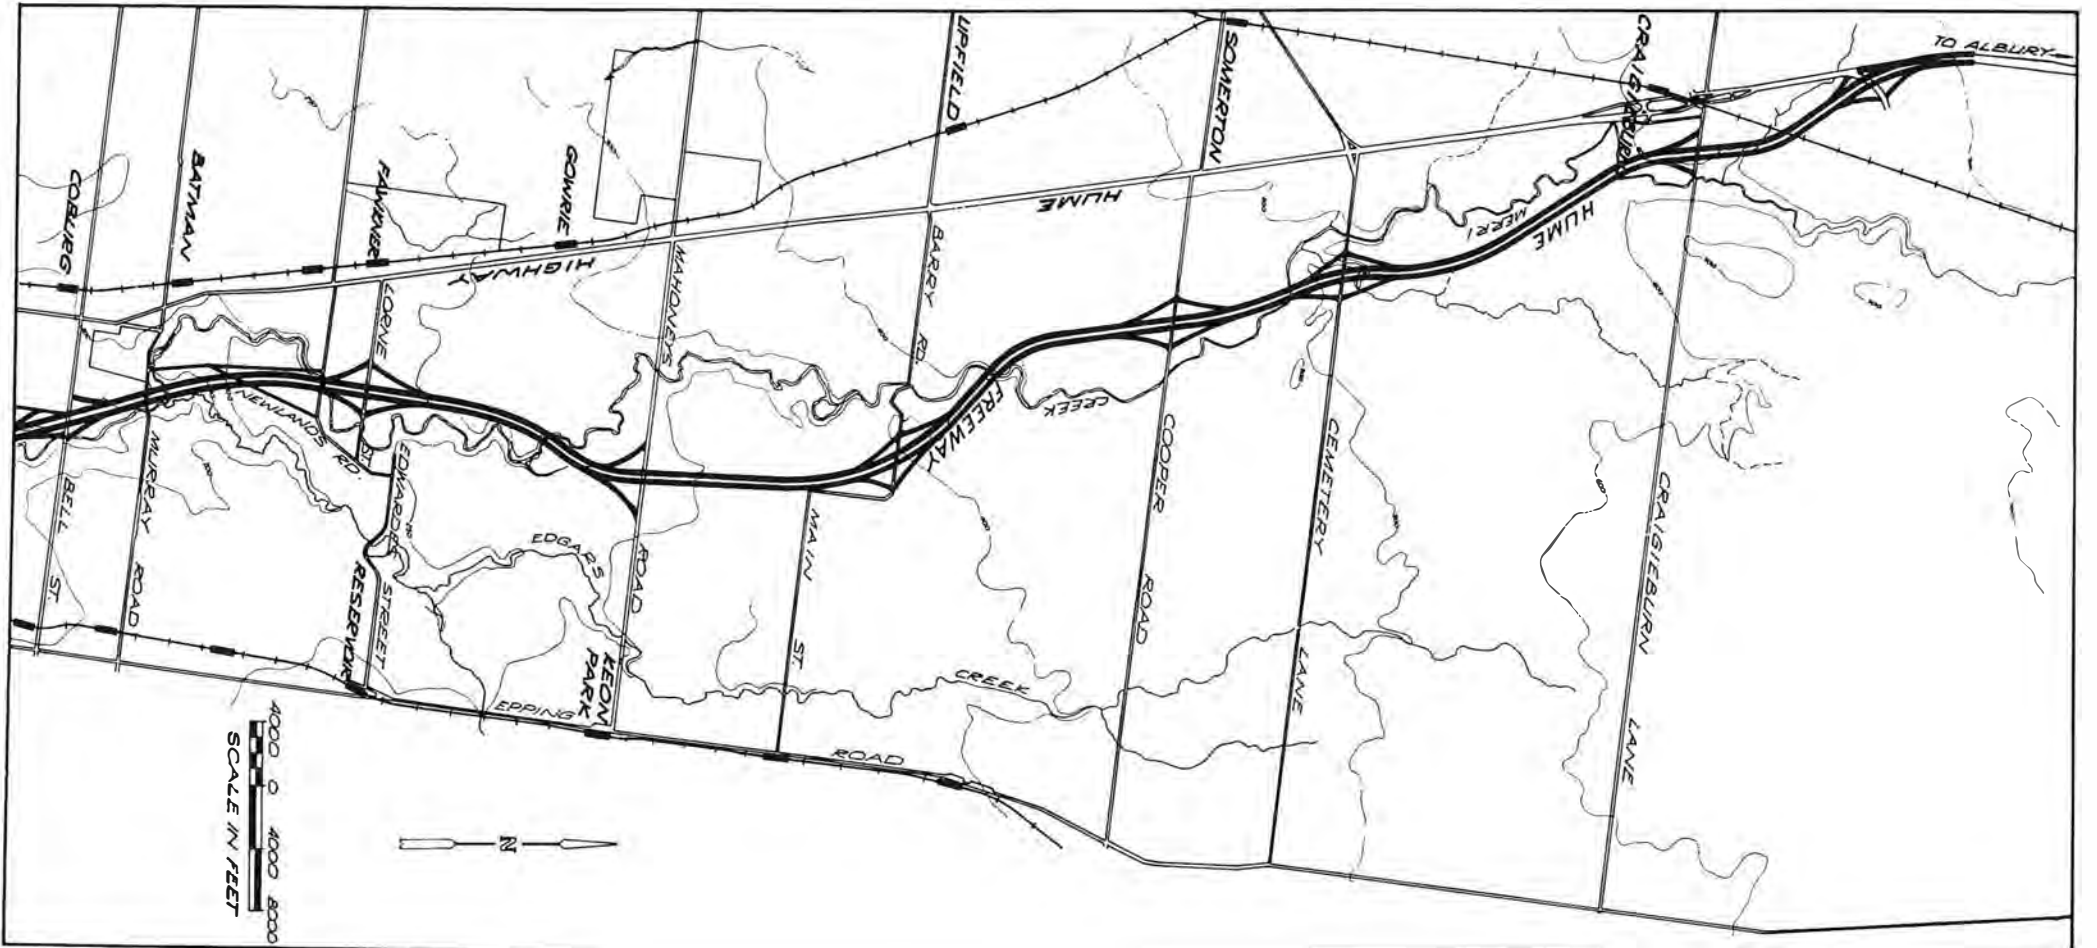 TO ALBURY
CRAIGIEBURN
SOMERTON
UPFIELD
GOWRIE
FAWKNER
BATMAN
COBURG
HUME
HIGHWAY
MERRI
CREEK
HUME
FREEWAY
BARRY RD.
MAHONEYS
ROAD
LORNE
ST.
NEWLANDS RD.
EDWARDES
STREET
MURRAY
ROAD
BELL
ST.
RESERVOIR
EDGARS
CREEK
KEON
PARK
MAIN
ST.
COOPER
ROAD
CEMETERY
LANE
CRAIGIEBURN
LANE
EPPING
ROAD
4000 0 4000 8000
SCALE IN FEET
N